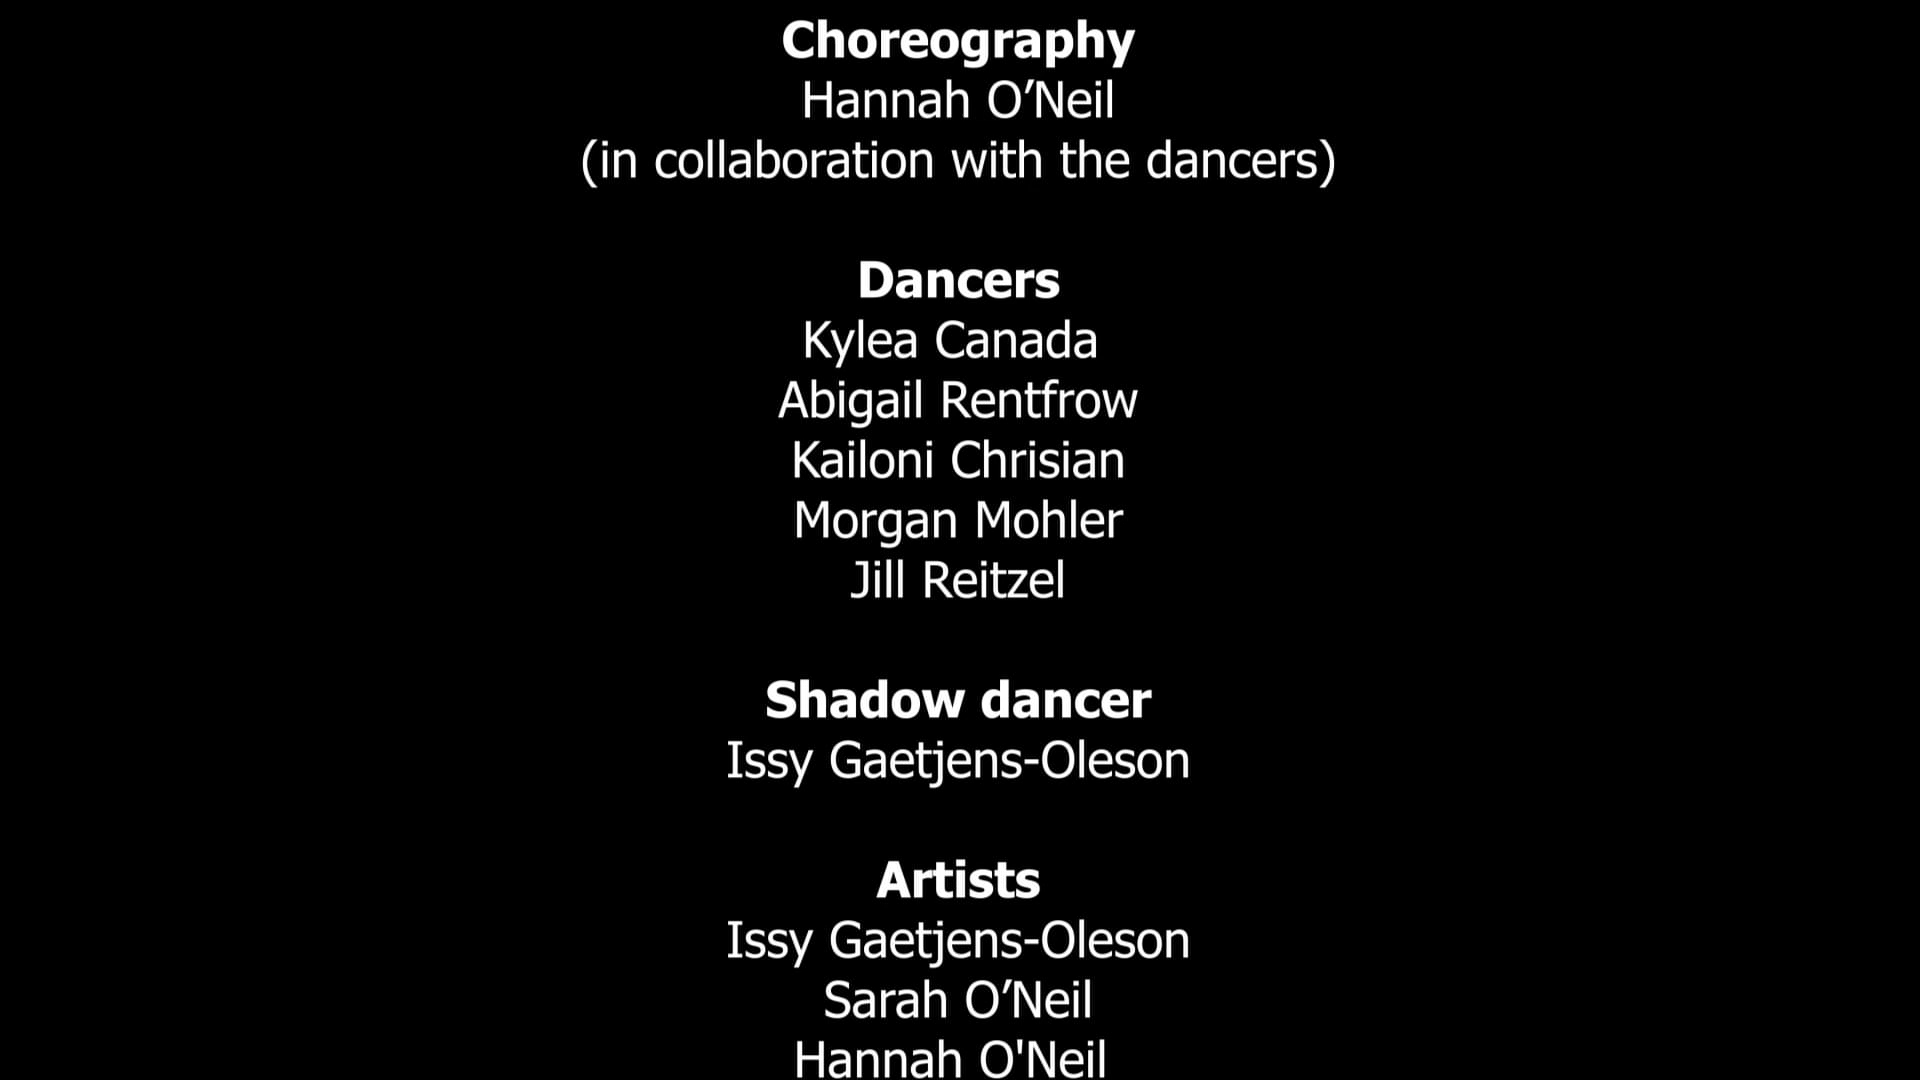 Choreography
Hannah O’Neil
(in collaboration with the dancers)
Dancers
Kylea Canada
Abigail Rentfrow
Kailoni Chrisian
Morgan Mohler
Jill Reitzel
Shadow dancer
Issy Gaetjens-Oleson
Artists
Issy Gaetjens-Oleson
Sarah O’Neil
Hannah O'Neil